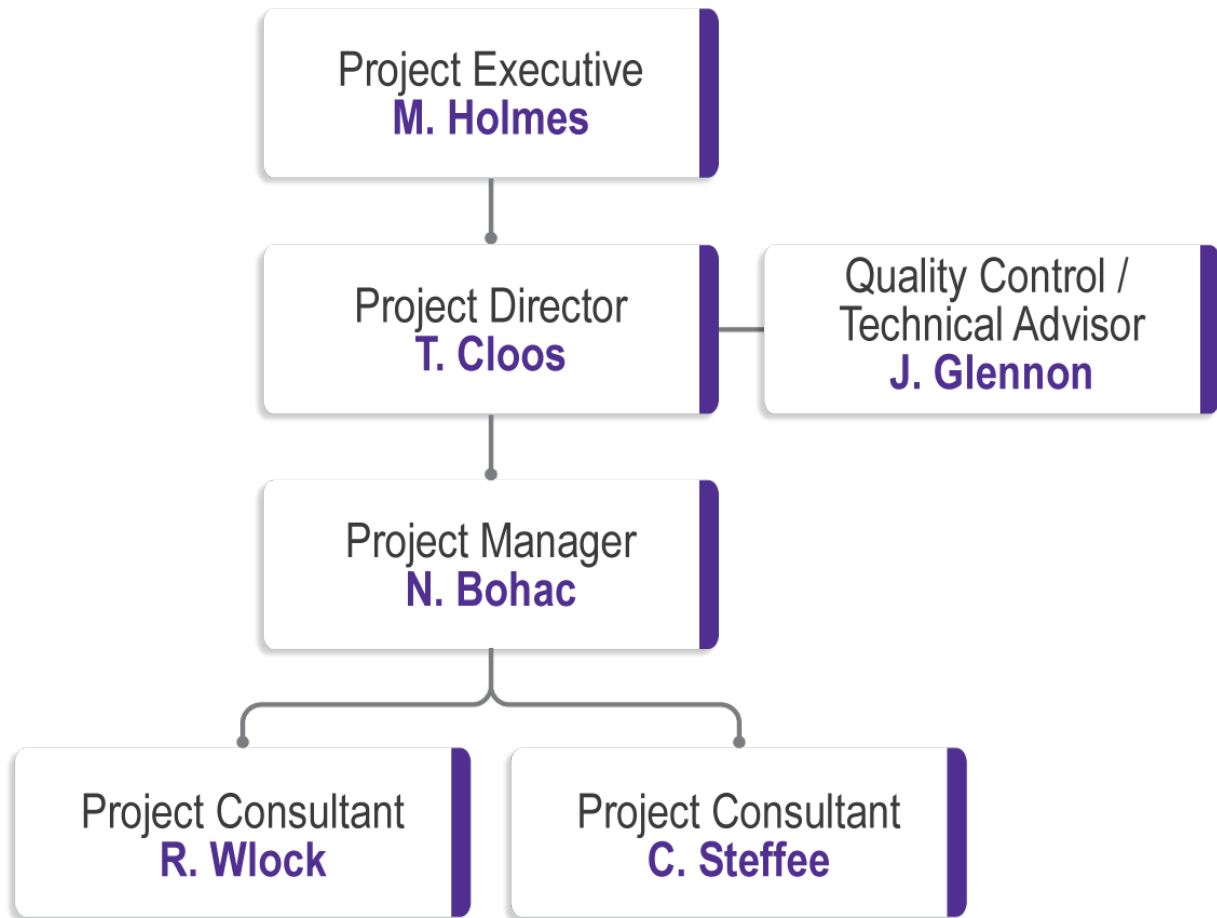 Project Executive
M. Holmes
Project Director
T. Cloos
Quality Control /
Technical Advisor
J. Glennon
Project Manager
N. Bohac
Project Consultant
R. Wlock
Project Consultant
C. Steffee